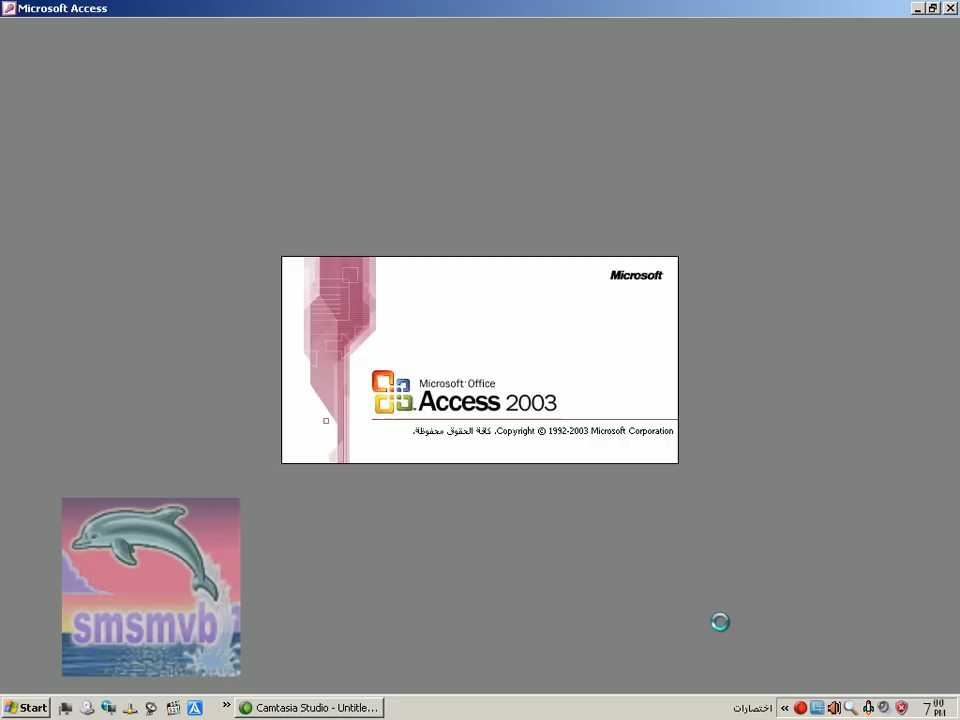 Microsoft Access
Microsoft
Microsoft Office
Access 2003
كافة الحقوق محفوظة. Copyright © 1992-2003 Microsoft Corporation.
smsmvb
Start
Camtasia Studio - Untitle...
اختصارات
7:00 PM